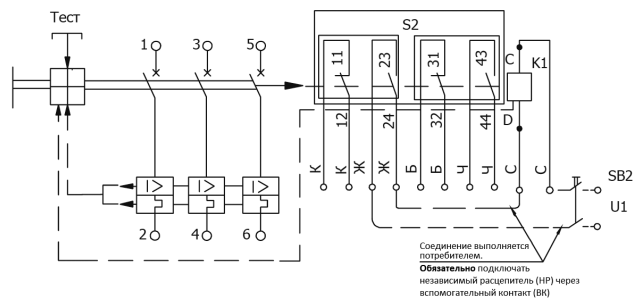 Тест
1
3
5
S2
11
23
31
43
C
K1
12
24
32
44
D
К
К
Ж
Ж
Б
Б
Ч
Ч
С
С
SB2
U1
I>
I>
I>
2
4
6
Соединение выполняется
потребителем.
Обязательно подключать
независимый расцепитель (НР) через
вспомогательный контакт (ВК)